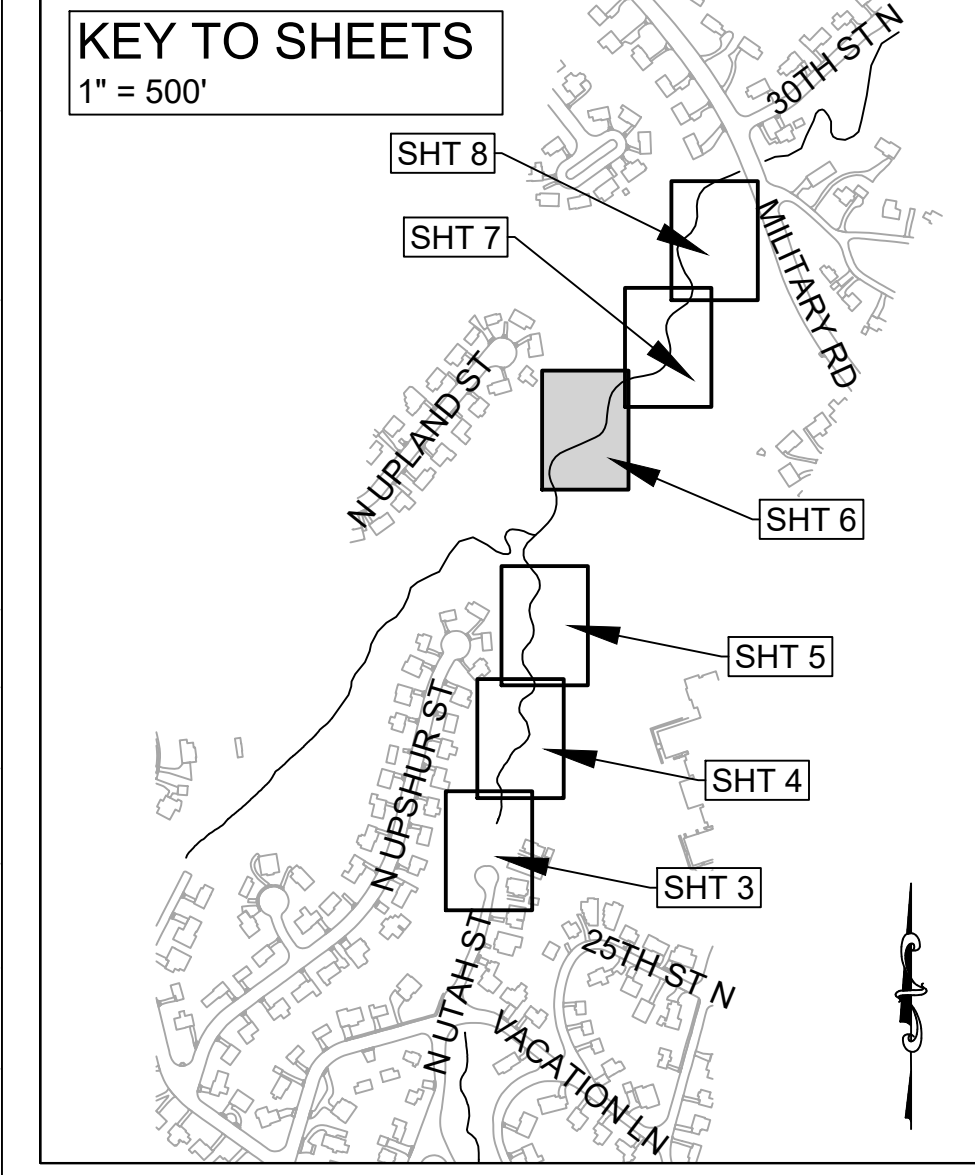 KEY TO SHEETS
1" = 500'
30TH ST N
SHT 8
SHT 7
MILITARY RD
N UPLAND ST
SHT 6
SHT 5
N UPSHUR ST
SHT 4
SHT 3
25TH ST N
N UTAH ST
VACATION LN